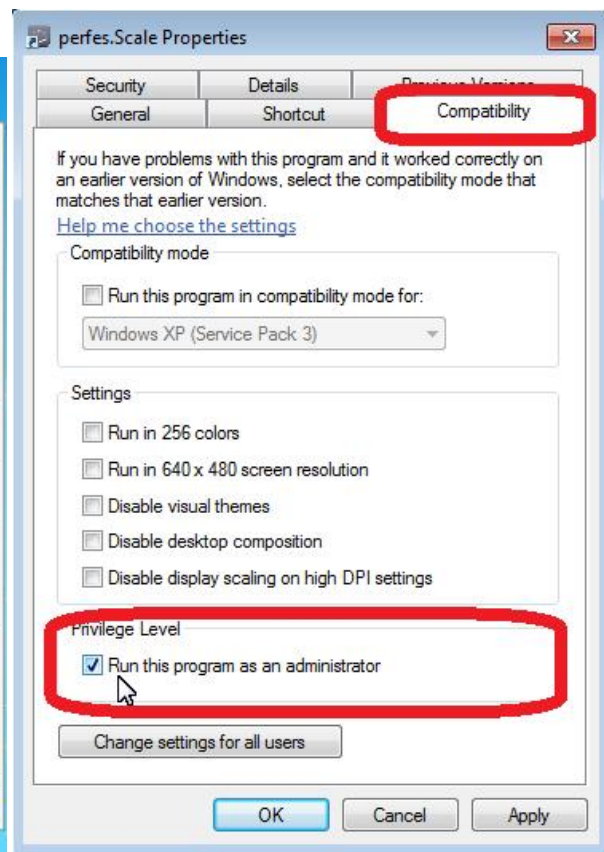 perfes.Scale Properties
Security Details Previous Versions
General Shortcut Compatibility
If you have problems with this program and it worked correctly on
an earlier version of Windows, select the compatibility mode that
matches that earlier version.
Help me choose the settings
Compatibility mode
Run this program in compatibility mode for:
Windows XP (Service Pack 3)
Settings
Run in 256 colors
Run in 640 x 480 screen resolution
Disable visual themes
Disable desktop composition
Disable display scaling on high DPI settings
Privilege Level
Run this program as an administrator
Change settings for all users
OK Cancel Apply